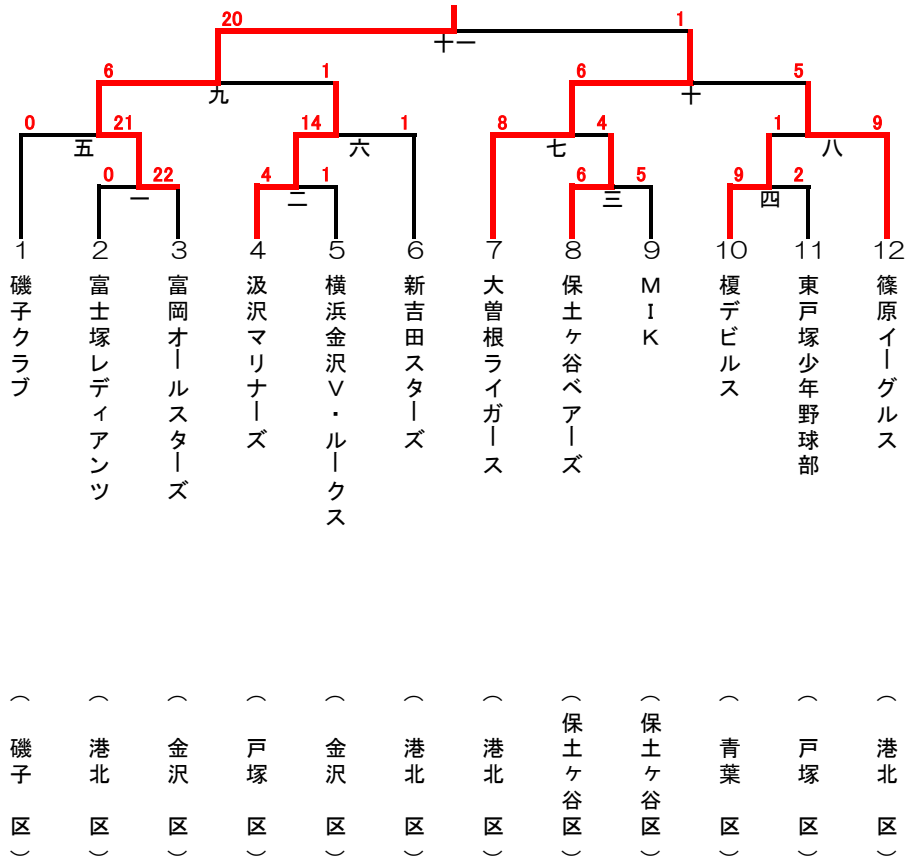 20 1
十一
6 1 6 5
九 十
0 21 14 1 8 4 1 9
五 六 七 八
0 22 4 1 6 5 9 2
一 二 三 四
1 2 3 4 5 6 7 8 9 10 11 12
磯子クラブ
富士塚レディアンツ
富岡オールスターズ
汲沢マリナーズ
横浜金沢V・ルークス
新吉田スターズ
大曽根ライガース
保土ヶ谷ベアーズ
MIK
榎デビルス
東戸塚少年野球部
篠原イーグルス
（磯子区）
（港北区）
（金沢区）
（戸塚区）
（金沢区）
（港北区）
（港北区）
（保土ヶ谷区）
（保土ヶ谷区）
（青葉区）
（戸塚区）
（港北区）